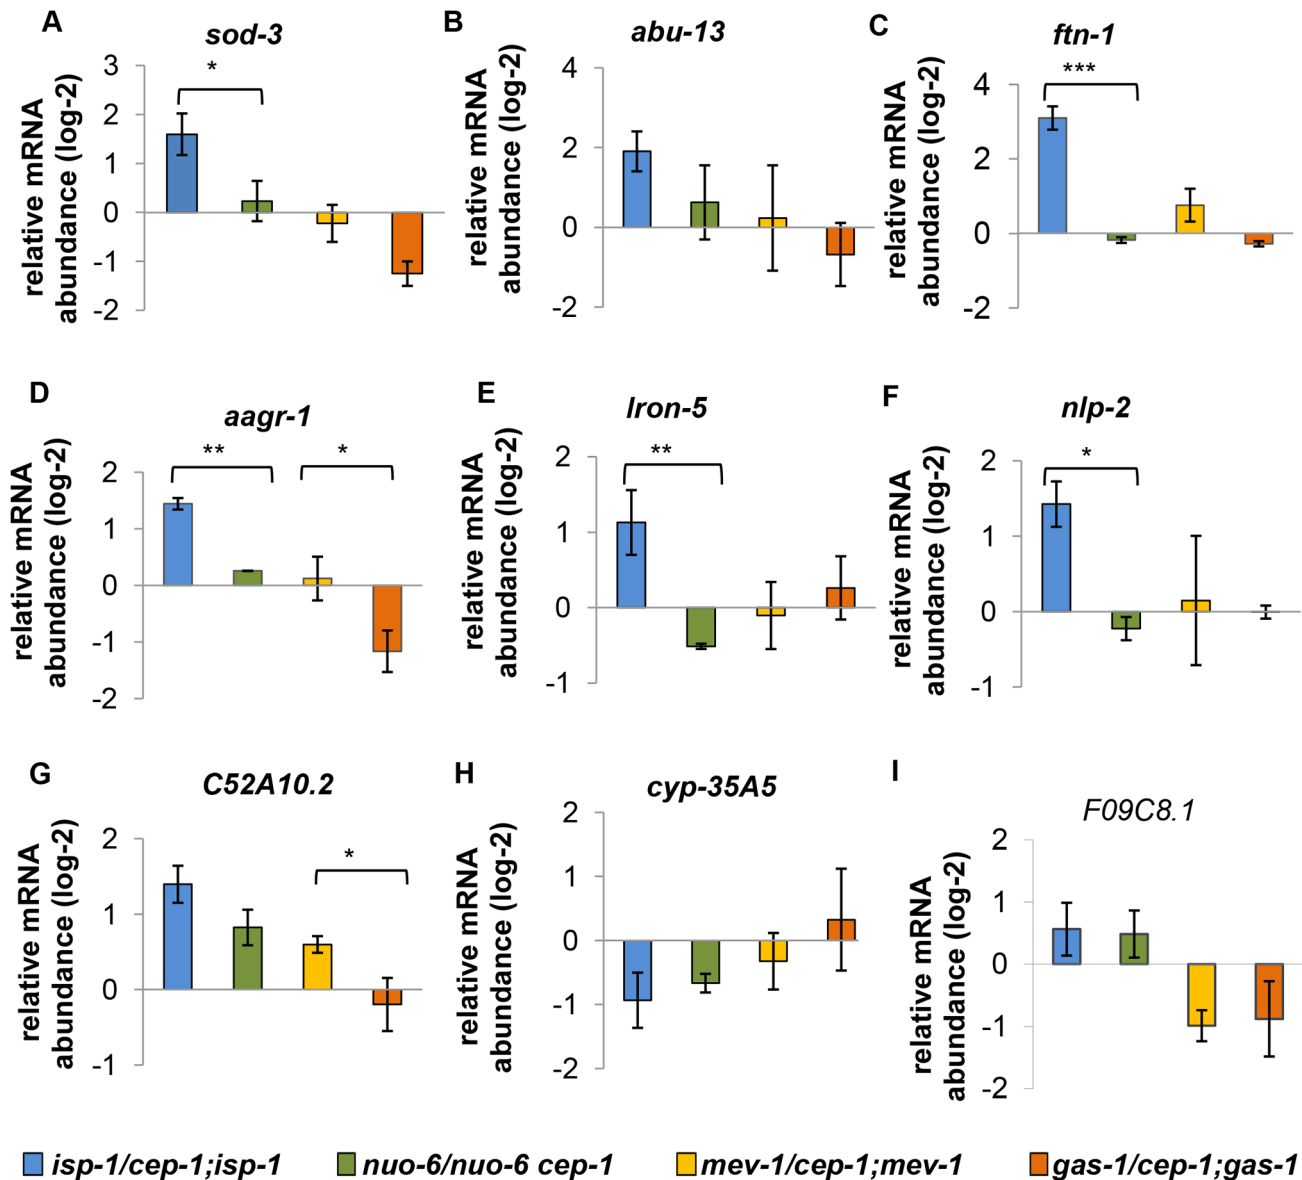 A
sod-3
relative mRNA
abundance (log-2)
3
2
1
0
-1
-2
*
B
abu-13
relative mRNA
abundance (log-2)
4
2
0
-2
C
ftn-1
relative mRNA
abundance (log-2)
4
2
0
-2
***
D
aagr-1
relative mRNA
abundance (log-2)
2
1
0
-1
-2
**
*
E
lron-5
relative mRNA
abundance (log-2)
2
1
0
-1
**
F
nlp-2
relative mRNA
abundance (log-2)
2
1
0
-1
*
G
C52A10.2
relative mRNA
abundance (log-2)
2
1
0
-1
*
H
cyp-35A5
relative mRNA
abundance (log-2)
2
1
0
-1
-2
I
F09C8.1
relative mRNA
abundance (log-2)
2
1
0
-1
-2
isp-1/cep-1;isp-1
nuo-6/nuo-6 cep-1
mev-1/cep-1;mev-1
gas-1/cep-1;gas-1